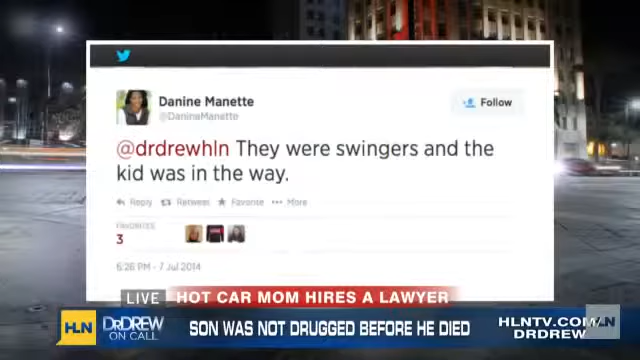 HLN
Danine Manette
@DanineManette
Follow
@drdrewhln They were swingers and the
kid was in the way.
Reply Retweet Favorite More
FAVORITES
3
6:26 PM - 7 Jul 2014
LIVE HOT CAR MOM HIRES A LAWYER
HLN DR.DREW ON CALL
SON WAS NOT DRUGGED BEFORE HE DIED
HLNTV.COM/
DRDREW
HLN